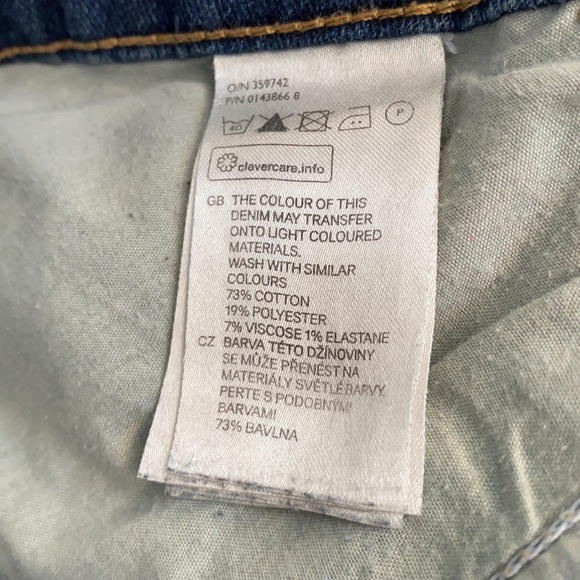 O/N 359742
P/N 0143866 8
40 P
clevercare.info
GB THE COLOUR OF THIS
DENIM MAY TRANSFER
ONTO LIGHT COLOURED
MATERIALS.
WASH WITH SIMILAR
COLOURS
73% COTTON
19% POLYESTER
7% VISCOSE 1% ELASTANE
CZ BARVA TÉTO DŽÍNOVINY
SE MŮŽE PŘENÉST NA
MATERIÁLY SVĚTLÉ BARVY.
PERTE S PODOBNÝMI
BARVAMI
73% BAVLNA